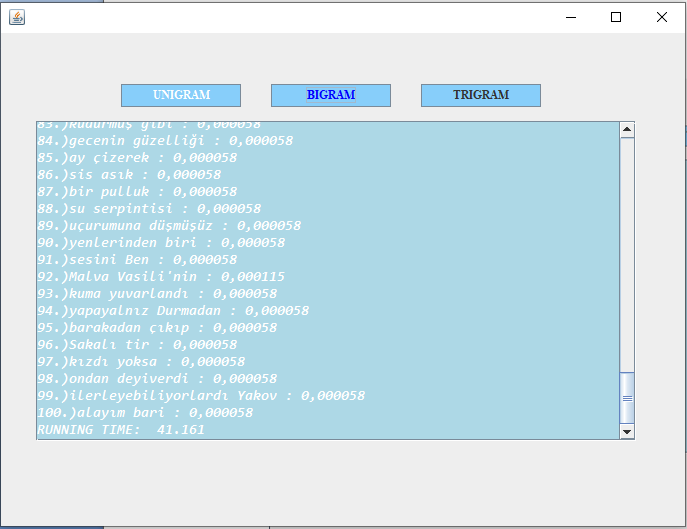 UNIGRAM BIGRAM TRIGRAM
83.)kudurmuş gibi : 0,000058
84.)gecenin güzelliği : 0,000058
85.)ay çizerek : 0,000058
86.)sis asık : 0,000058
87.)bir pulluk : 0,000058
88.)su serpintisi : 0,000058
89.)uçurumuna düşmüşüz : 0,000058
90.)yenlerinden biri : 0,000058
91.)sesini Ben : 0,000058
92.)Malva Vasili'nin : 0,000115
93.)kuma yuvarlandı : 0,000058
94.)yapayalnız Durmadan : 0,000058
95.)barakadan çıkıp : 0,000058
96.)Sakalı tir : 0,000058
97.)kızdı yoksa : 0,000058
98.)ondan deyiverdi : 0,000058
99.)ilerleyebiliyorlardı Yakov : 0,000058
100.)alayım bari : 0,000058
RUNNING TIME:  41.161